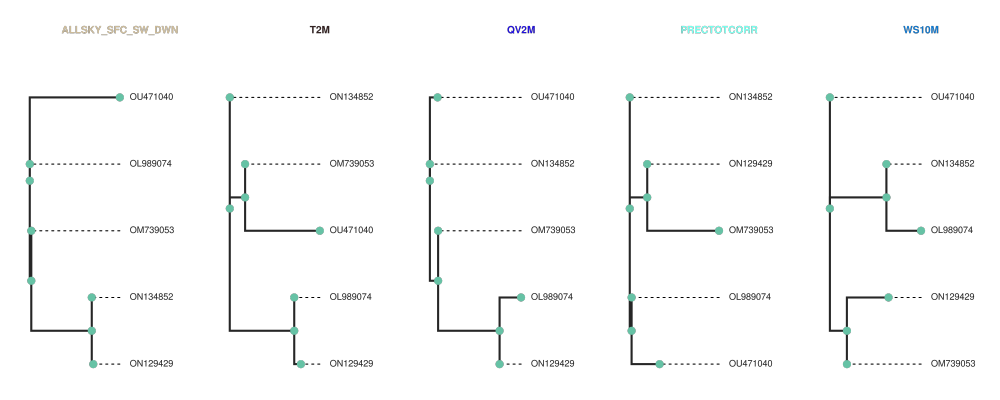 ALLSKY_SFC_SW_DWN T2M QV2M PRECTOTCORR WS10M
OU471040 ON134852 OU471040 ON134852 OU471040
OL989074 OM739053 ON134852 ON129429 ON134852
OM739053 OU471040 OM739053 OM739053 OL989074
ON134852 OL989074 OL989074 OL989074 ON129429
ON129429 ON129429 ON129429 OU471040 OM739053